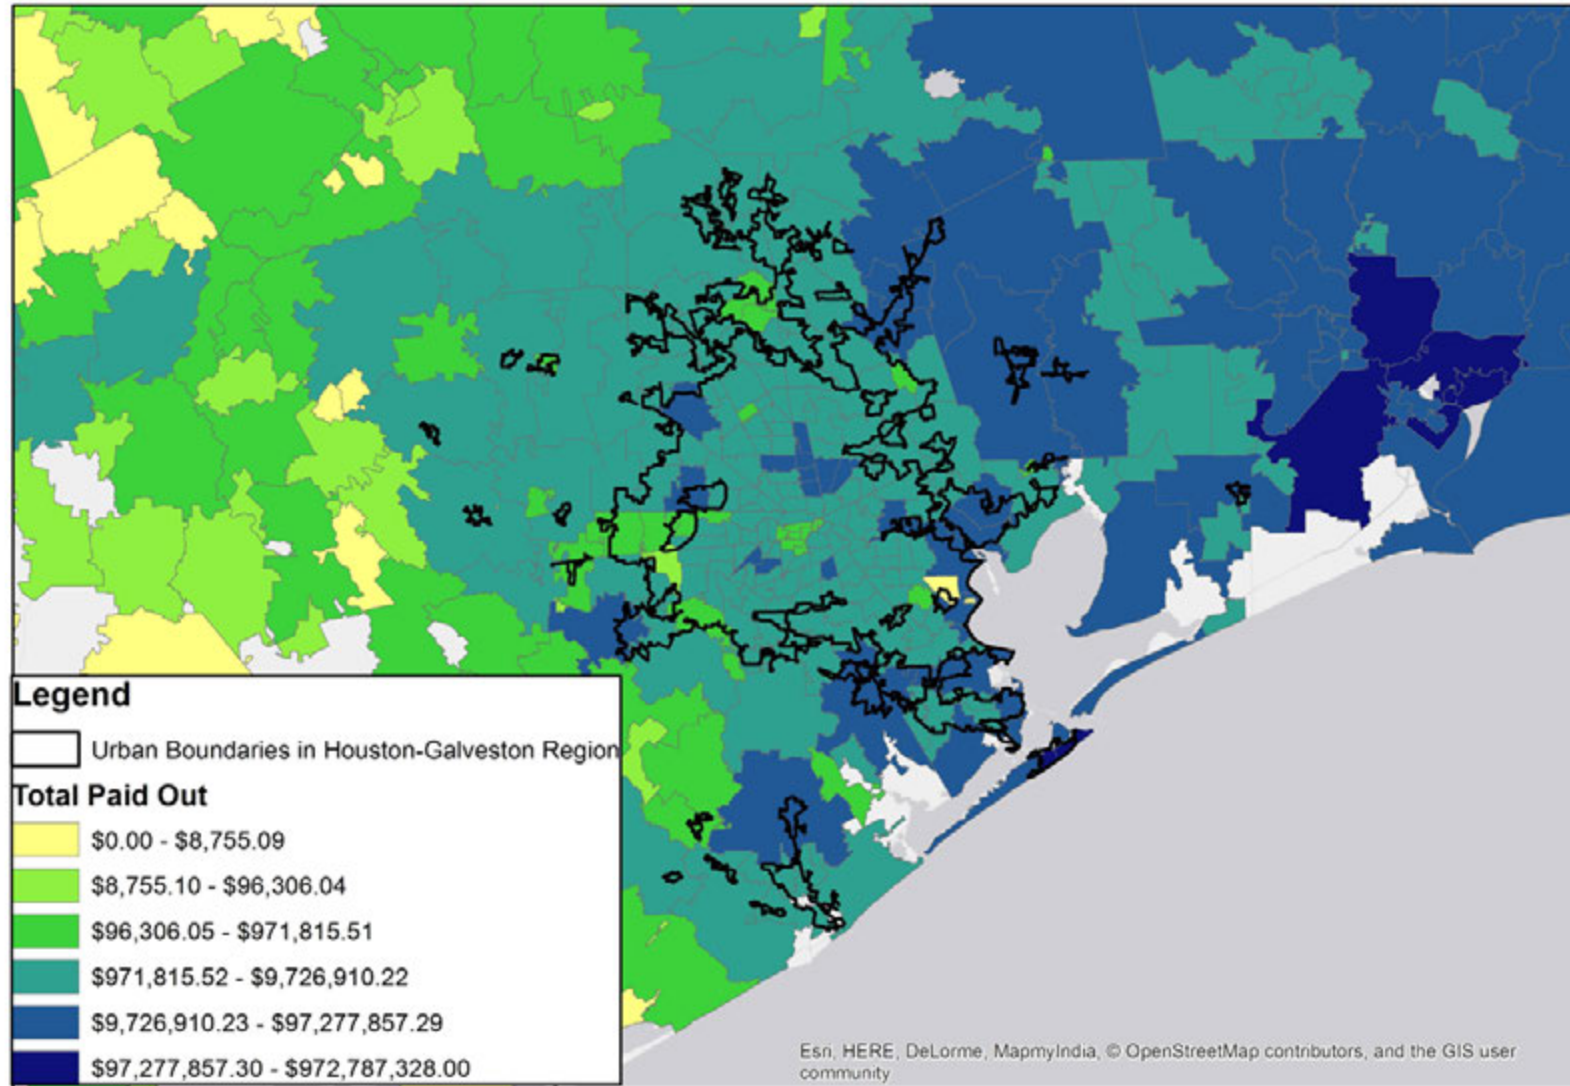 Legend
Urban Boundaries in Houston-Galveston Region
Total Paid Out
$0.00 - $8,755.09
$8,755.10 - $96,306.04
$96,306.05 - $971,815.51
$971,815.52 - $9,726,910.22
$9,726,910.23 - $97,277,857.29
$97,277,857.30 - $972,787,328.00
Esri, HERE, DeLorme, MapmyIndia, © OpenStreetMap contributors, and the GIS user
community